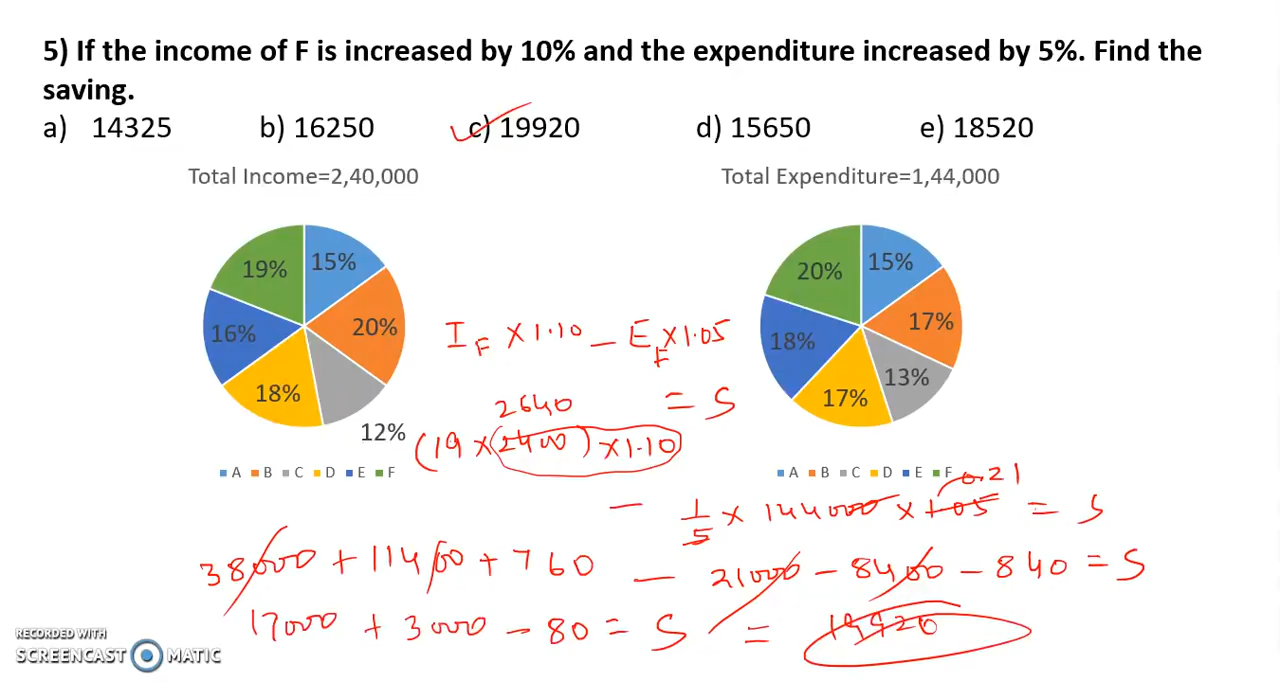 5) If the income of F is increased by 10% and the expenditure increased by 5%. Find the
saving.
a) 14325 b) 16250 c) 19920 d) 15650 e) 18520
Total Income=2,40,000 Total Expenditure=1,44,000
19% 15% 20% 15%
16% 20% 18% 17%
18% 12% 17% 13%
I F × 1.10 – E F × 1.05
= S
2640
(19 × (2400) × 1.10)
A B C D E F A B C D E F
0.21
– 1/5 × 144000 × 1.05 = S
38000 + 11400 + 760 – 21000 – 8400 – 840 = S
17000 + 3000 – 80 = S = 19920
RECORDED WITH
SCREENCAST MATIC